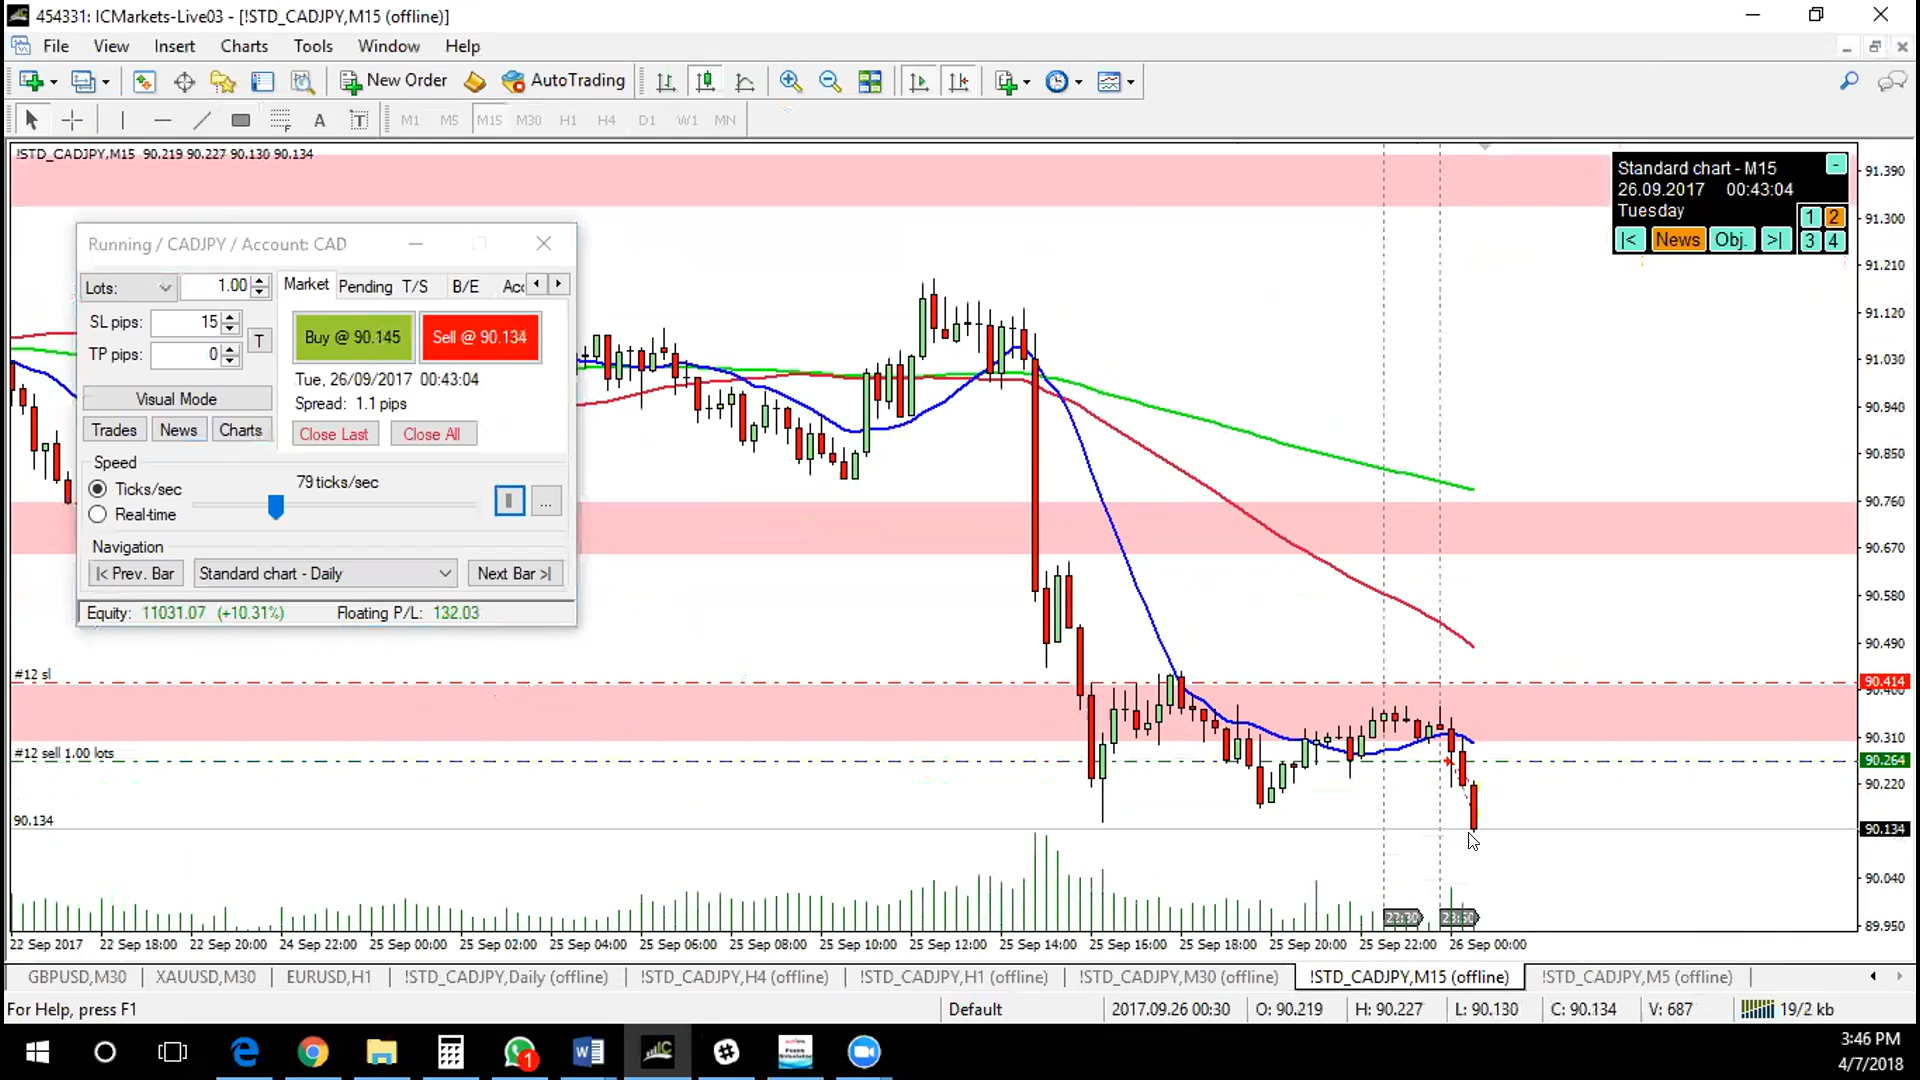 454331: ICMarkets-Live03 - [!STD_CADJPY,M15 (offline)]
File View Insert Charts Tools Window Help
New Order AutoTrading
A T M1 M5 M15 M30 H1 H4 D1 W1 MN
!STD_CADJPY,M15 90.219 90.227 90.130 90.134
Standard chart - M15
26.09.2017 00:43:04
Tuesday
|< News Obj. >| 1 2 3 4
Running / CADJPY / Account: CAD
Lots: 1.00 Market Pending T/S B/E Acc
SL pips: 15
TP pips: 0
T
Buy @ 90.145 Sell @ 90.134
Tue, 26/09/2017 00:43:04
Spread: 1.1 pips
Visual Mode
Trades News Charts Close Last Close All
Speed
Ticks/sec 79 ticks/sec
Real-time ...
Navigation
|< Prev. Bar Standard chart - Daily Next Bar >|
Equity: 11031.07 (+10.31%) Floating P/L: 132.03
#12 sl
#12 sell 1.00 lots
90.134
91.390
91.300
91.210
91.120
91.030
90.940
90.850
90.760
90.670
90.580
90.490
90.414
90.310
90.264
90.220
90.134
90.040
89.950
22:30 23:50
22 Sep 2017 22 Sep 18:00 22 Sep 20:00 24 Sep 22:00 25 Sep 00:00 25 Sep 02:00 25 Sep 04:00 25 Sep 06:00 25 Sep 08:00 25 Sep 10:00 25 Sep 12:00 25 Sep 14:00 25 Sep 16:00 25 Sep 18:00 25 Sep 20:00 25 Sep 22:00 26 Sep 00:00
GBPUSD,M30 XAUUSD,M30 EURUSD,H1 !STD_CADJPY,Daily (offline) !STD_CADJPY,H4 (offline) !STD_CADJPY,H1 (offline) !STD_CADJPY,M30 (offline) !STD_CADJPY,M15 (offline) !STD_CADJPY,M5 (offline)
For Help, press F1 Default 2017.09.26 00:30 O: 90.219 H: 90.227 L: 90.130 C: 90.134 V: 687 19/2 kb
3:46 PM
4/7/2018